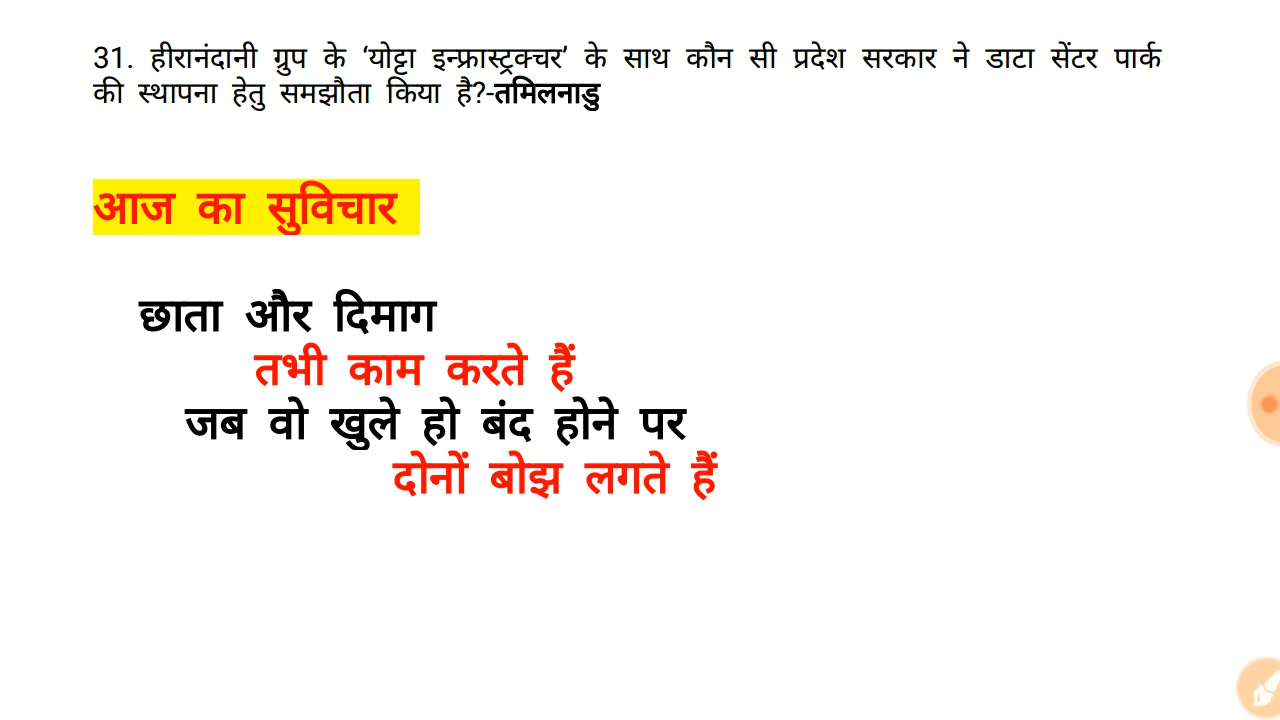 31. हीरानंदानी ग्रुप के ‘योट्टा इन्फ्रास्ट्रक्चर’ के साथ कौन सी प्रदेश सरकार ने डाटा सेंटर पार्क
की स्थापना हेतु समझौता किया है?-तमिलनाडु
आज का सुविचार
छाता और दिमाग
तभी काम करते हैं
जब वो खुले हो बंद होने पर
दोनों बोझ लगते हैं